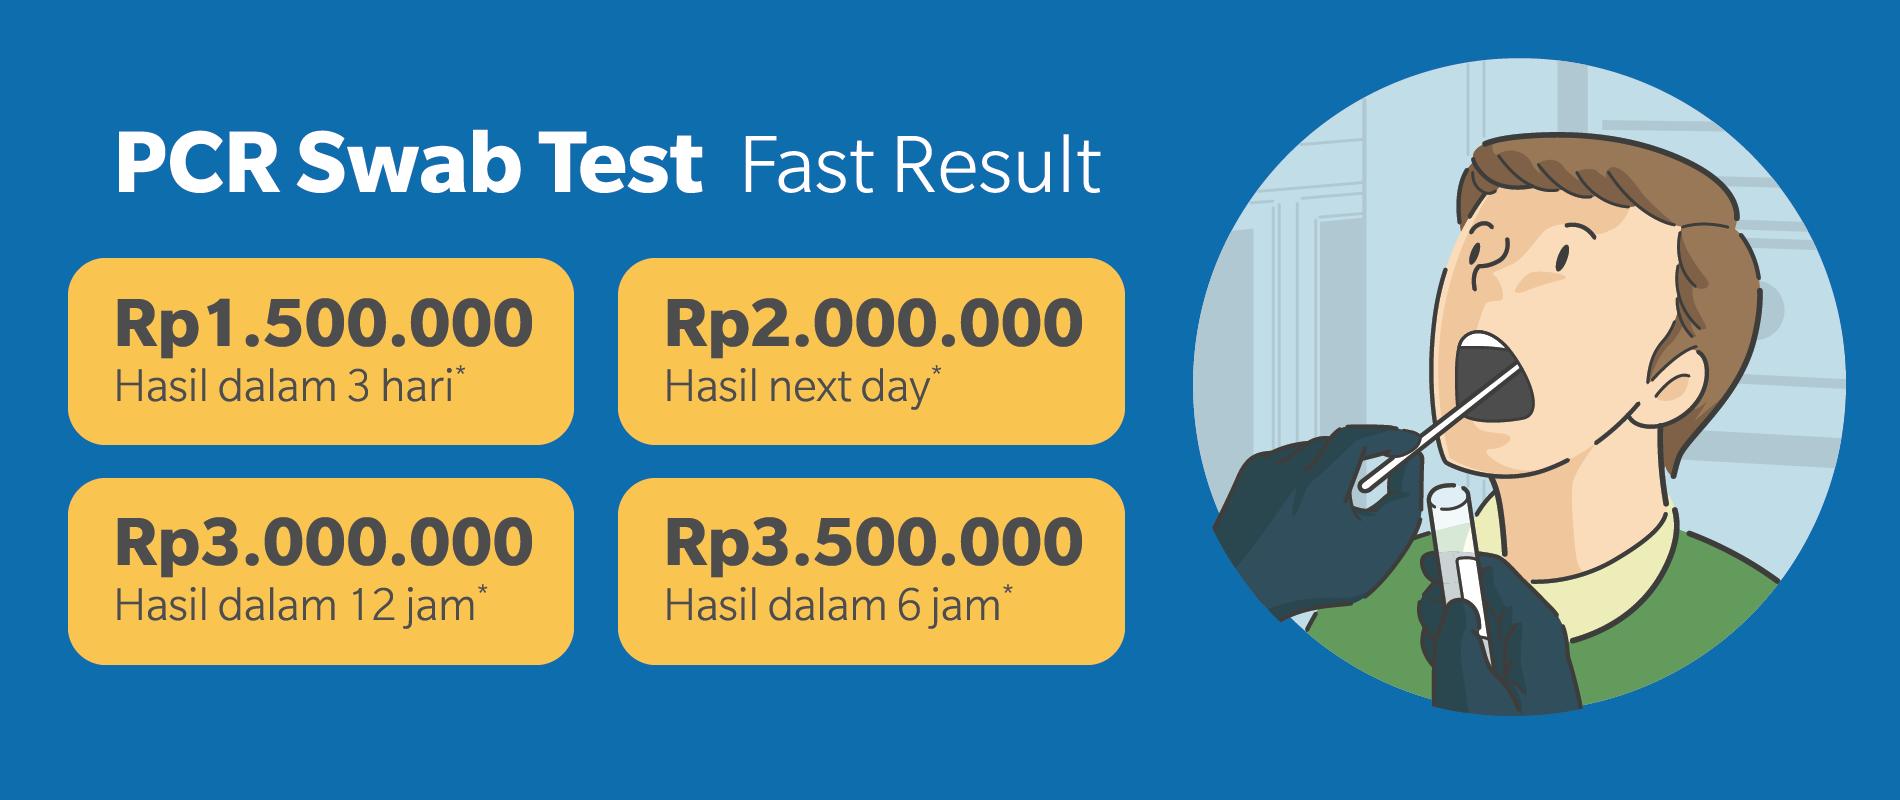 PCR Swab Test Fast Result
Rp1.500.000
Hasil dalam 3 hari*
Rp2.000.000
Hasil next day*
Rp3.000.000
Hasil dalam 12 jam*
Rp3.500.000
Hasil dalam 6 jam*